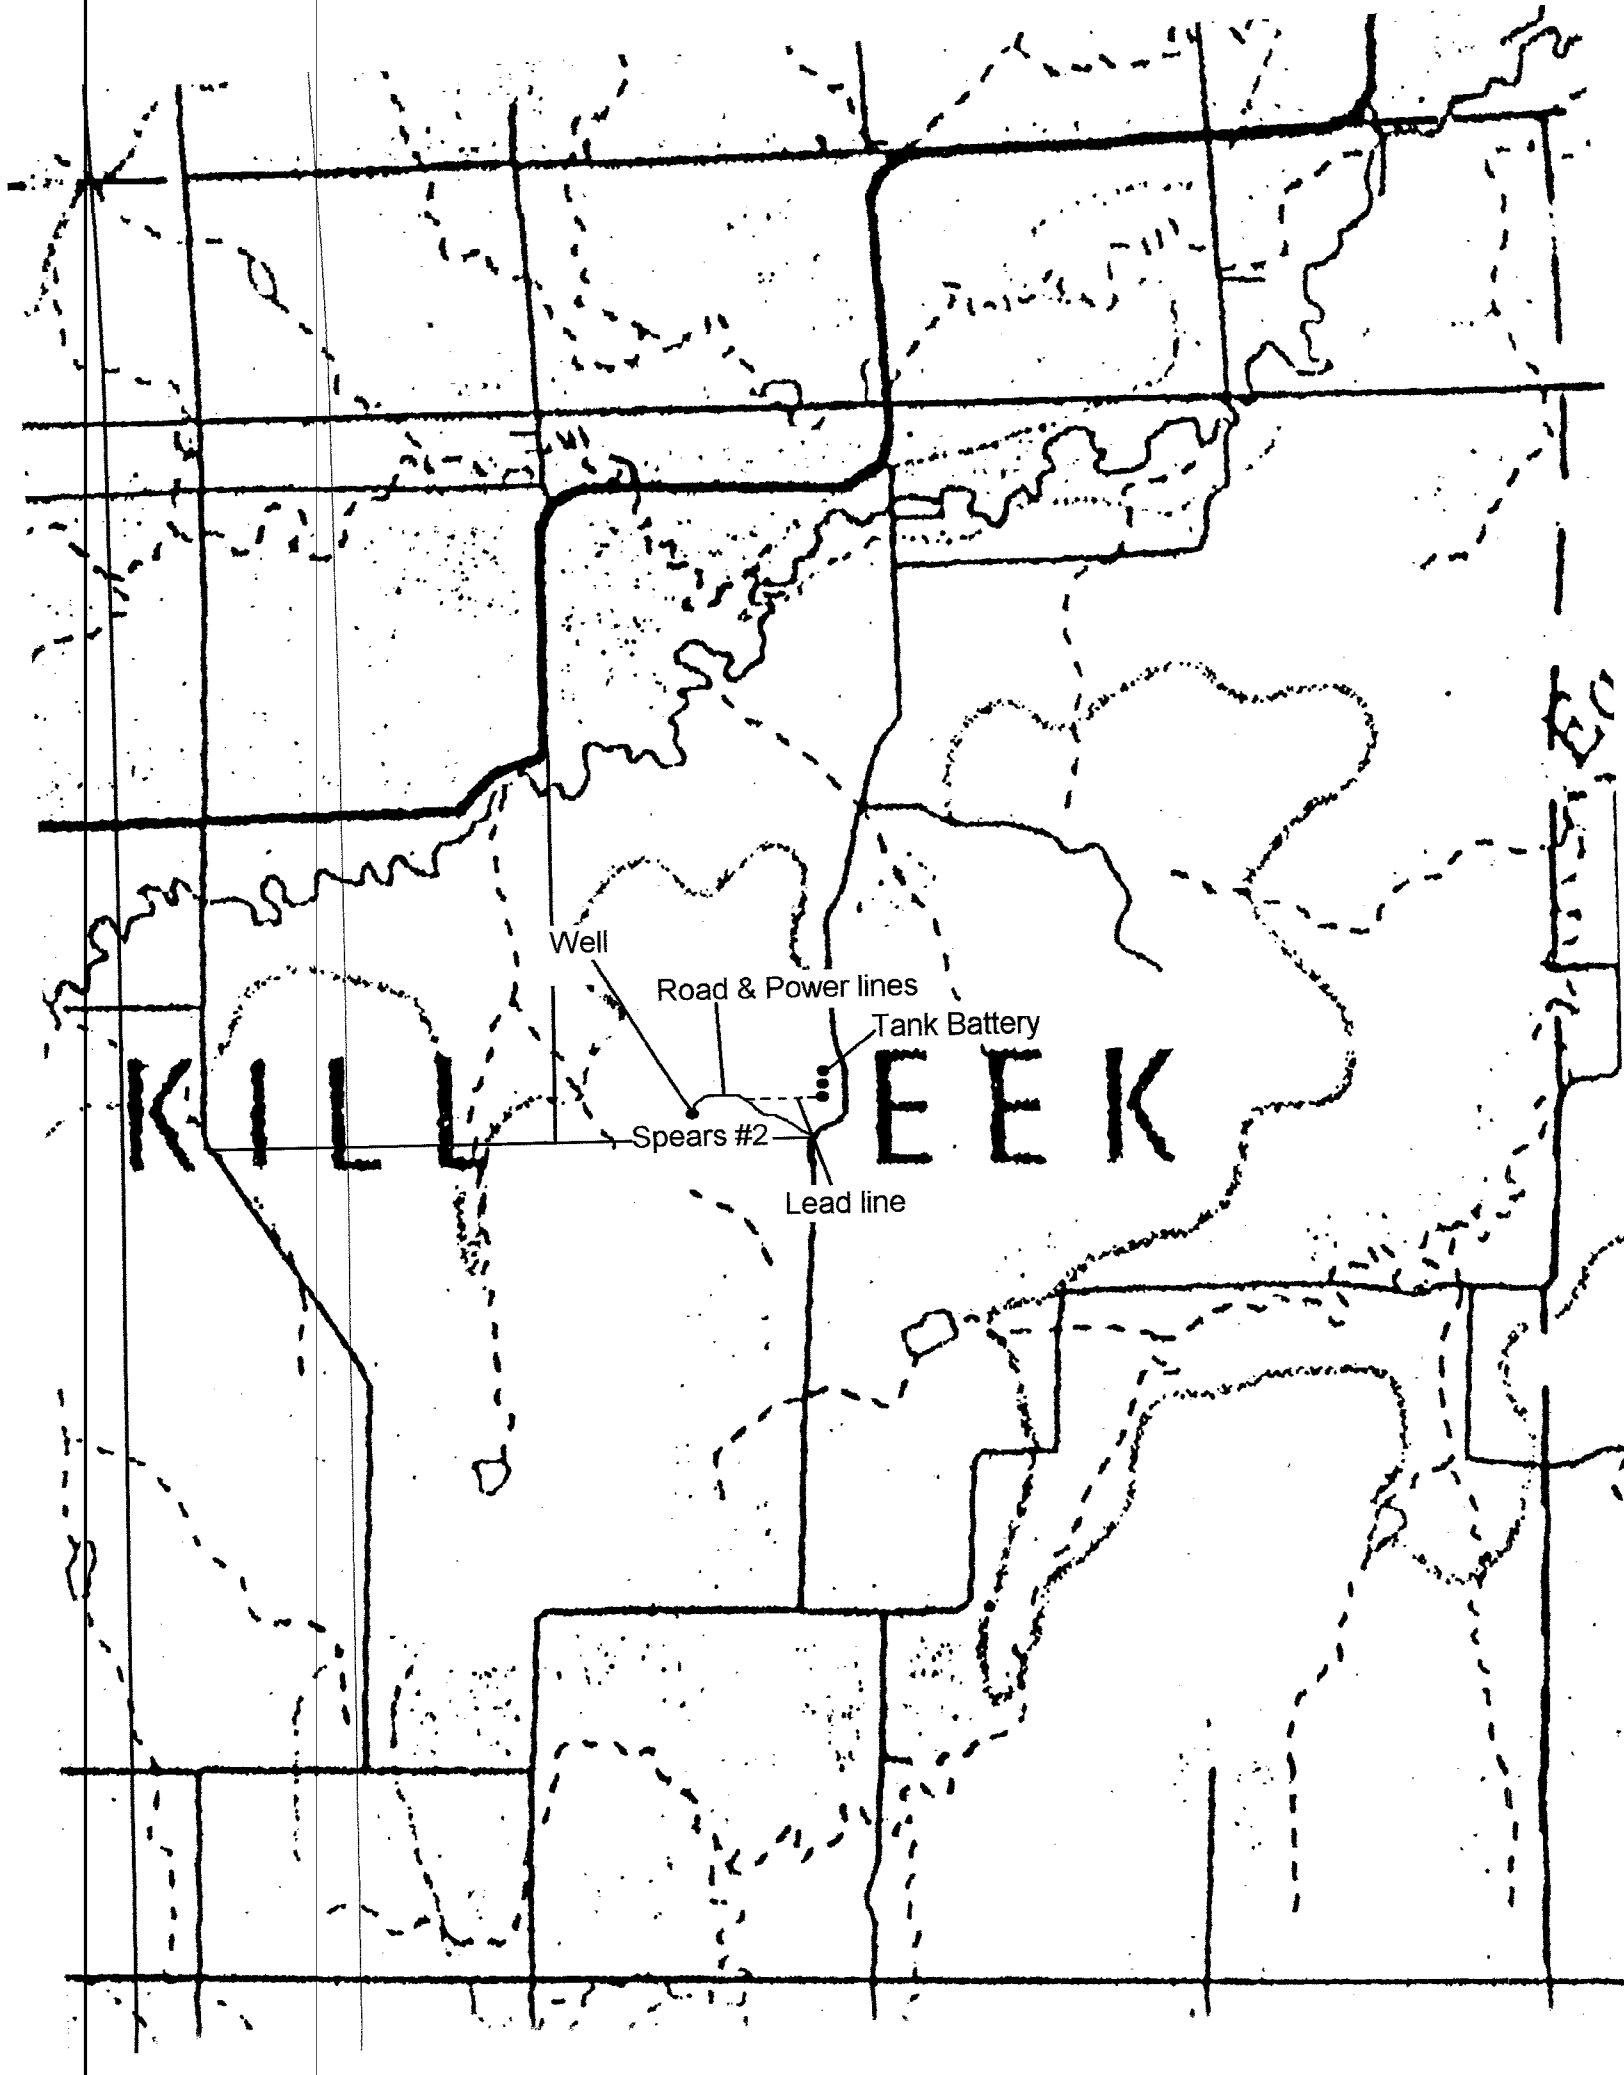 Well
Road & Power lines
Tank Battery
KILL EEK
Spears #2
Lead line